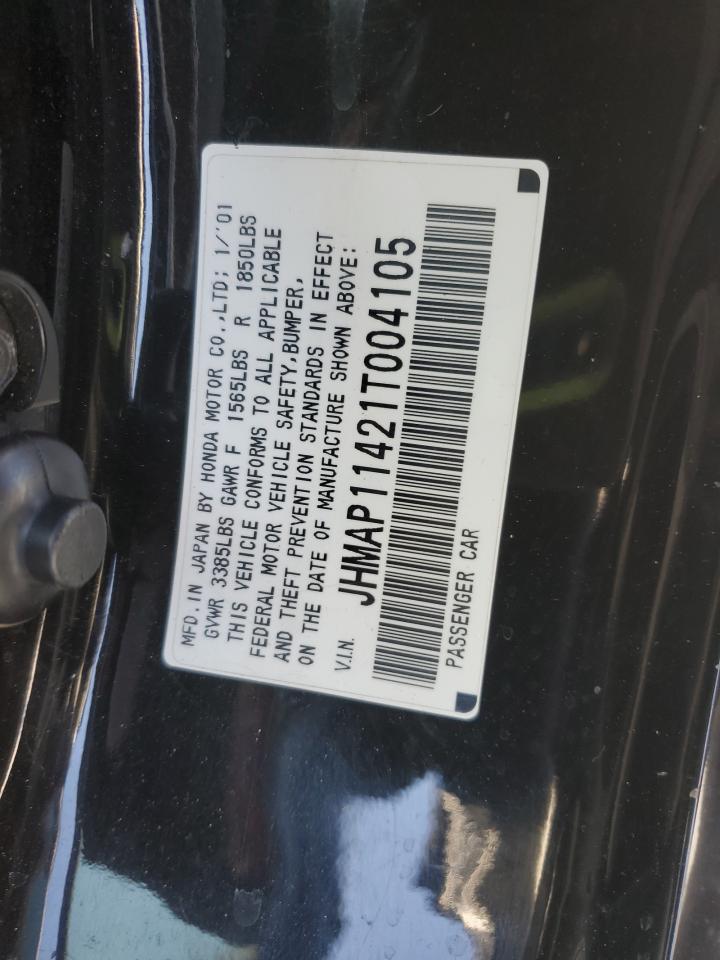 MFD.IN JAPAN BY HONDA MOTOR CO.,LTD; 1/'01
GVWR 3385LBS GAWR F 1565LBS R 1850LBS
THIS VEHICLE CONFORMS TO ALL APPLICABLE
FEDERAL MOTOR VEHICLE SAFETY,BUMPER,
AND THEFT PREVENTION STANDARDS IN EFFECT
ON THE DATE OF MANUFACTURE SHOWN ABOVE:
V.I.N. JHMAP11421T004105
PASSENGER CAR